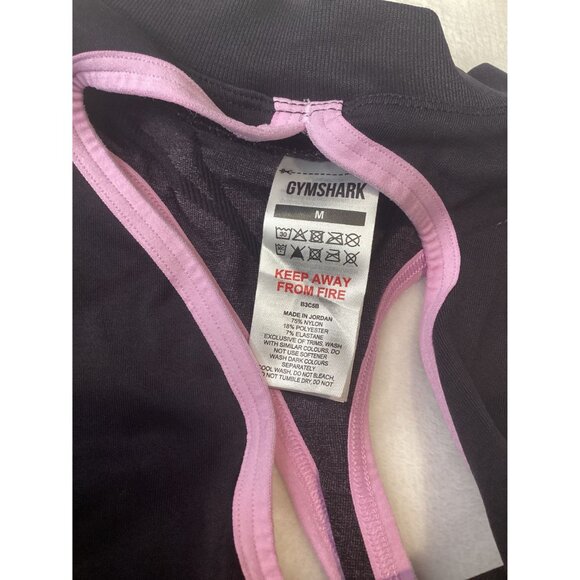 GYMSHARK
M
30
KEEP AWAY
FROM FIRE
B3C5B
MADE IN JORDAN
75% NYLON
18% POLYESTER
7% ELASTANE
EXCLUSIVE OF TRIMS, WASH
WITH SIMILAR COLOURS, DO
NOT USE SOFTENER
WASH DARK COLOURS
SEPARATELY
COOL WASH, DO NOT BLEACH
DO NOT TUMBLE DRY, DO NOT